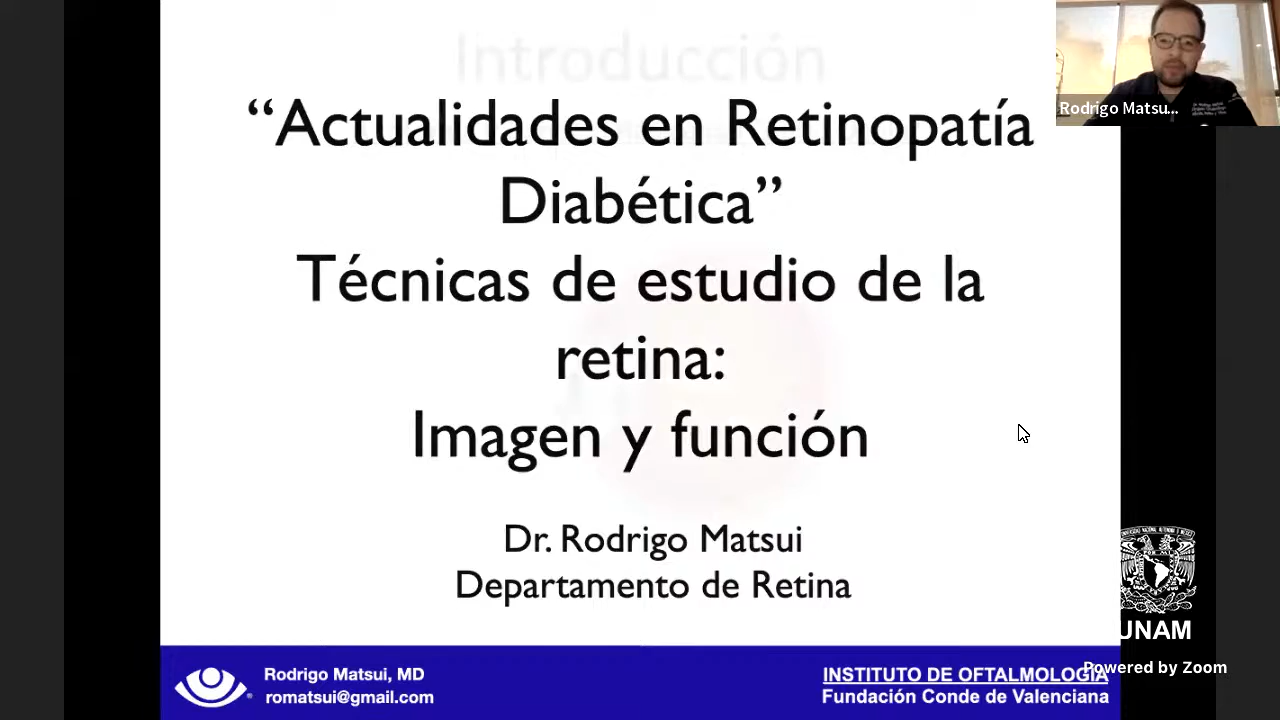 Introducción
“Actualidades en Retinopatía
Diabética”
Técnicas de estudio de la
retina:
Imagen y función
Dr. Rodrigo Matsui
Departamento de Retina
Rodrigo Matsui, MD
romatsui@gmail.com
INSTITUTO DE OFTALMOLOGÍA
Fundación Conde de Valenciana
Rodrigo Matsu...
UNAM
Powered by Zoom